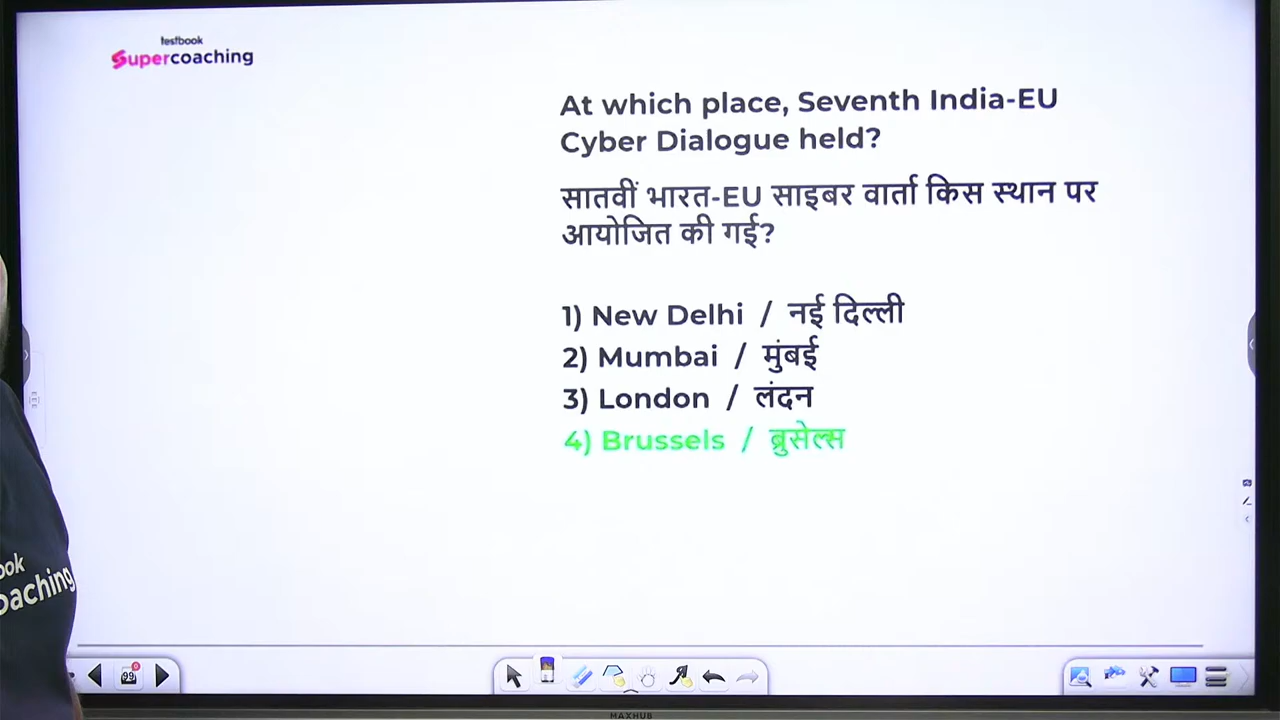 testbook
Supercoaching
At which place, Seventh India-EU
Cyber Dialogue held?
सातवीं भारत-EU साइबर वार्ता किस स्थान पर
आयोजित की गई?
1) New Delhi / नई दिल्ली
2) Mumbai / मुंबई
3) London / लंदन
4) Brussels / ब्रुसेल्स
ook
oaching
99
MAXHUB